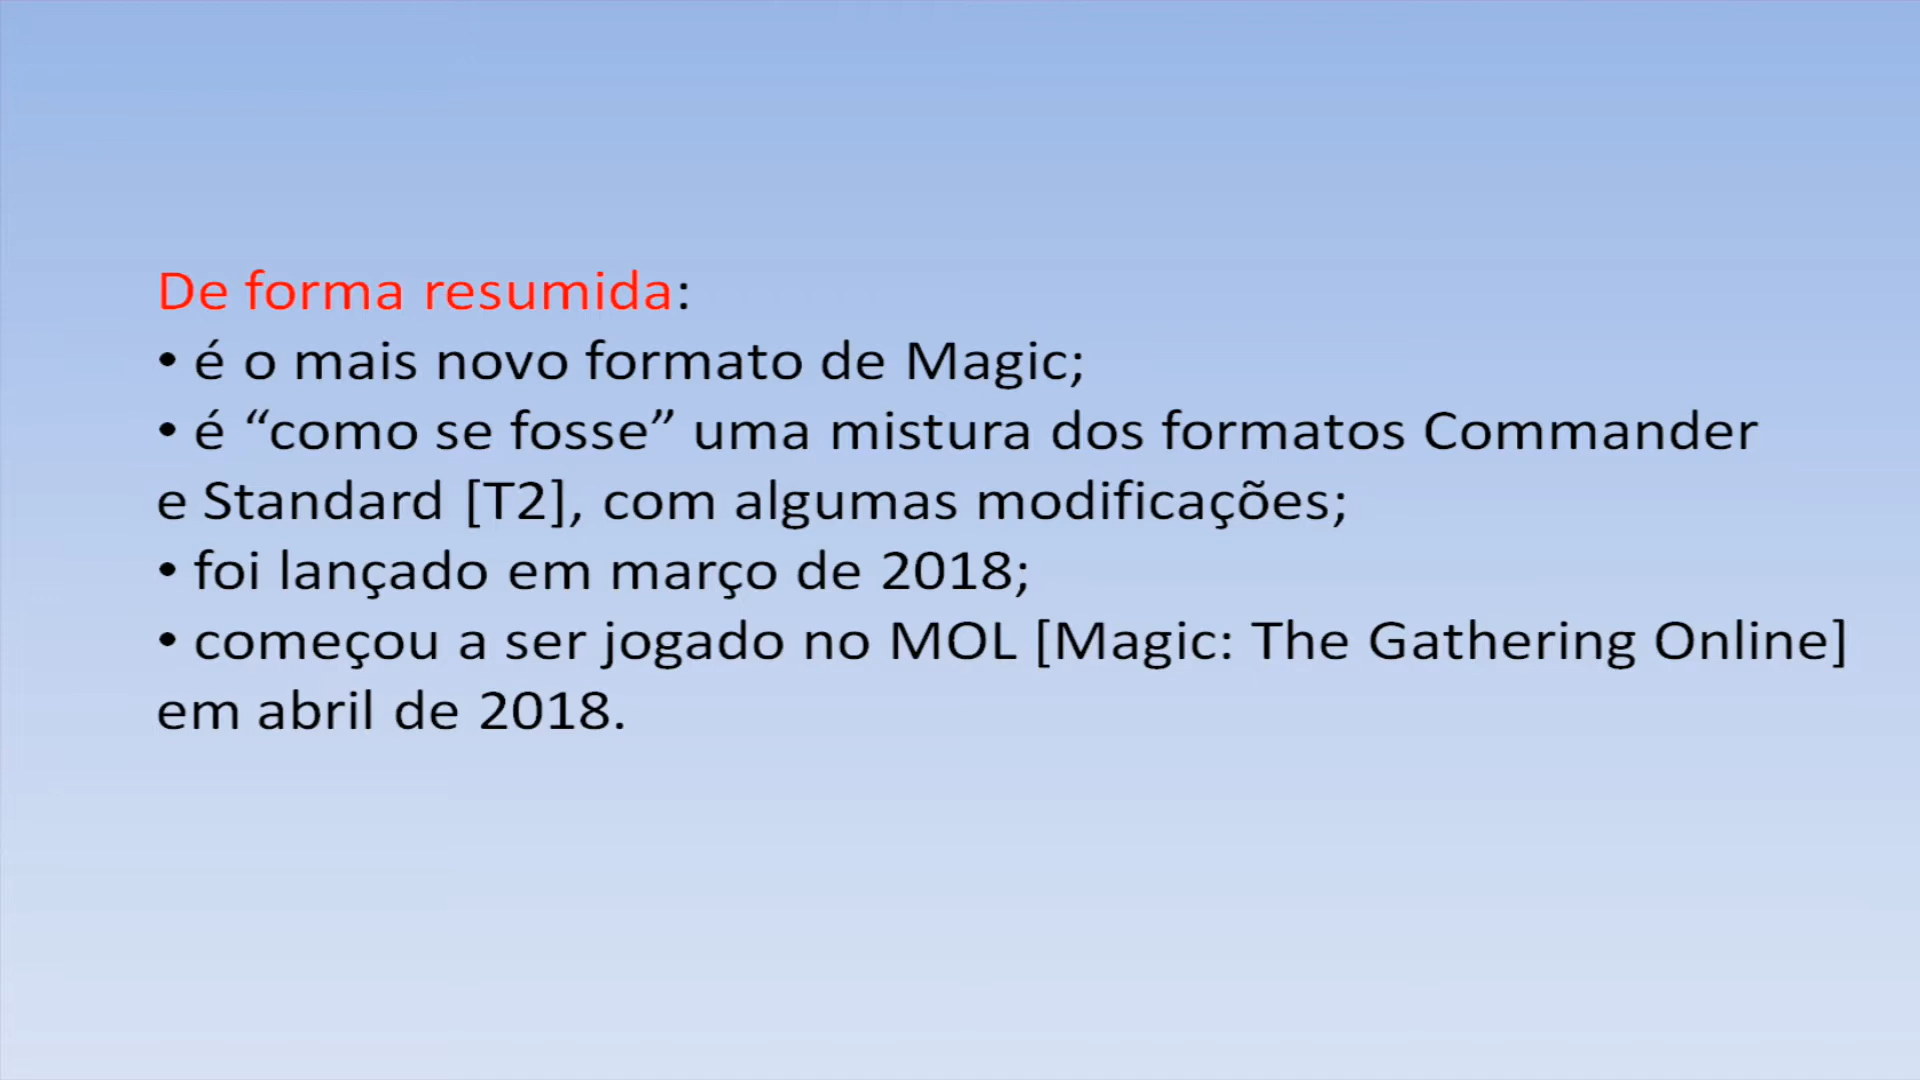 De forma resumida:
• é o mais novo formato de Magic;
• é “como se fosse” uma mistura dos formatos Commander
e Standard [T2], com algumas modificações;
• foi lançado em março de 2018;
• começou a ser jogado no MOL [Magic: The Gathering Online]
em abril de 2018.